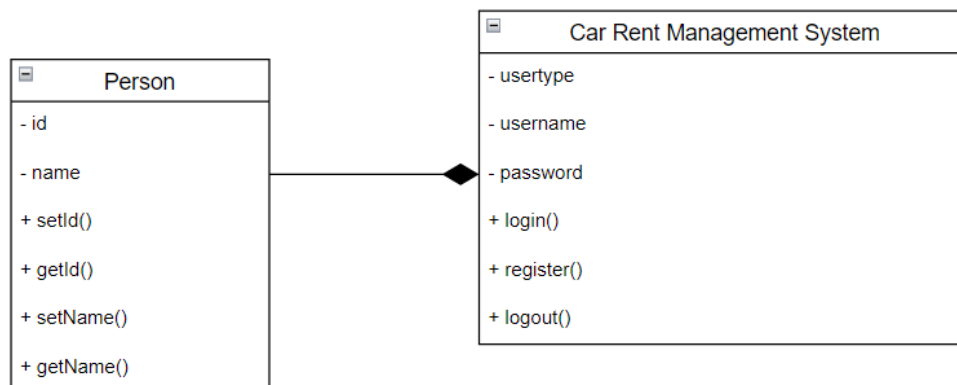 Person
- id
- name
+ setId()
+ getId()
+ setName()
+ getName()
Car Rent Management System
- usertype
- username
- password
+ login()
+ register()
+ logout()